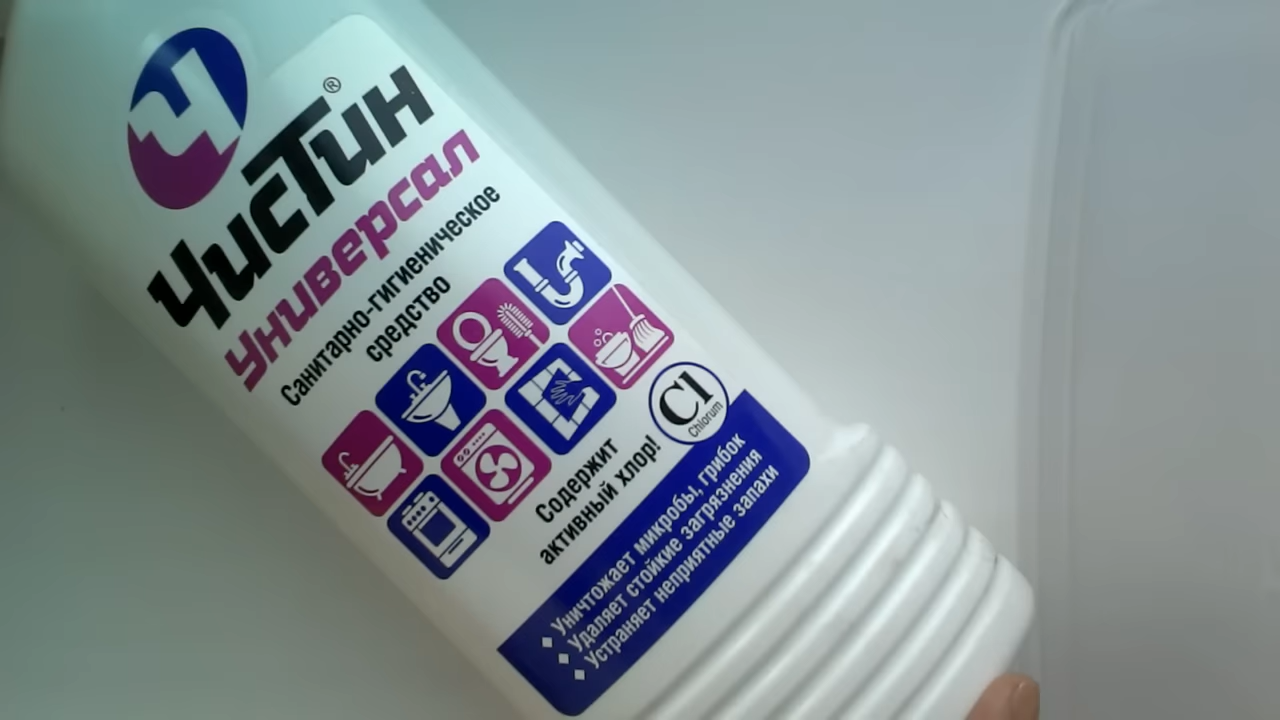 Ч
ЧисТин®
Универсал
Санитарно-гигиеническое
средство
Cl
Chlorum
Содержит
активный хлор!
Уничтожает микробы, грибок
Удаляет стойкие загрязнения
Устраняет неприятные запахи